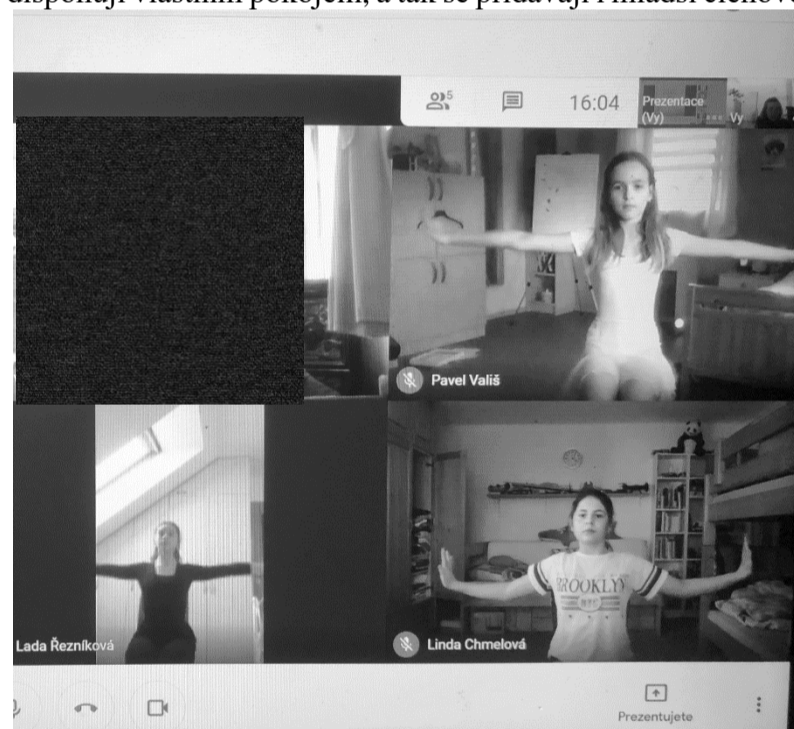 disponují vlastním pokojem, a tak se přidávají i mladší členové
5
16:04
Prezentace
(Vy)
Vy
Pavel Vališ
BROOKLYN
Lada Řezníková
Linda Chmelová
Prezentujete